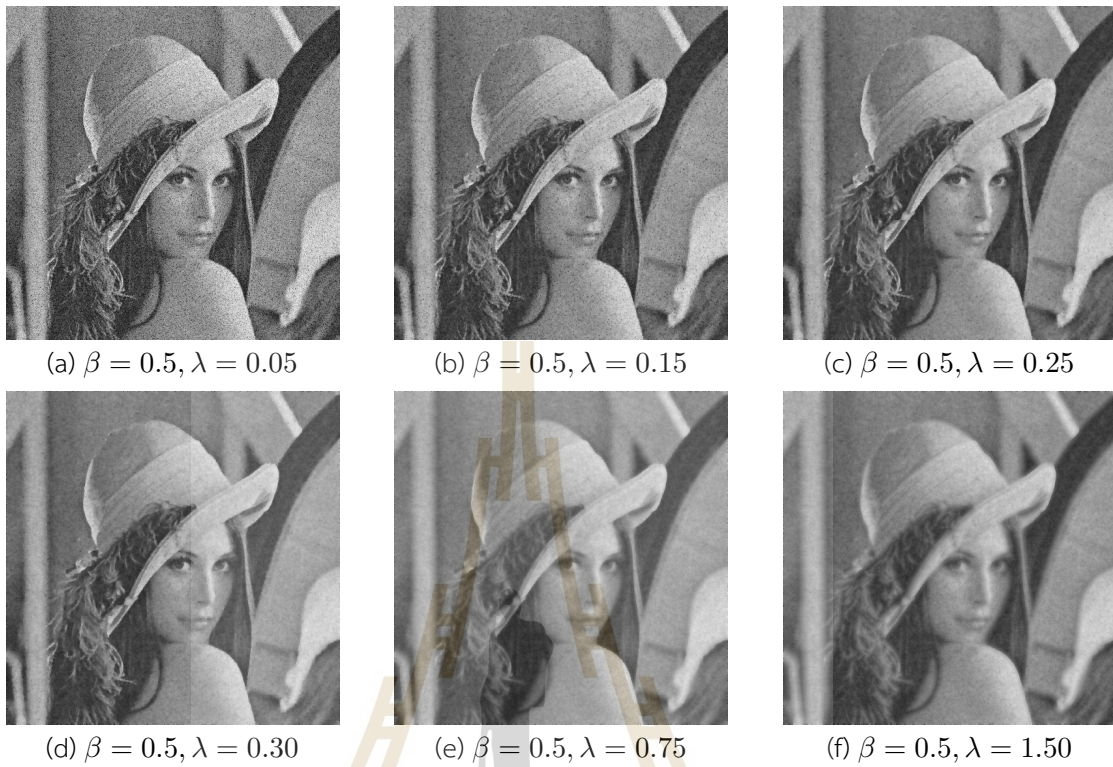 (a) β = 0.5, λ = 0.05
(b) β = 0.5, λ = 0.15
(c) β = 0.5, λ = 0.25
(d) β = 0.5, λ = 0.30
(e) β = 0.5, λ = 0.75
(f) β = 0.5, λ = 1.50